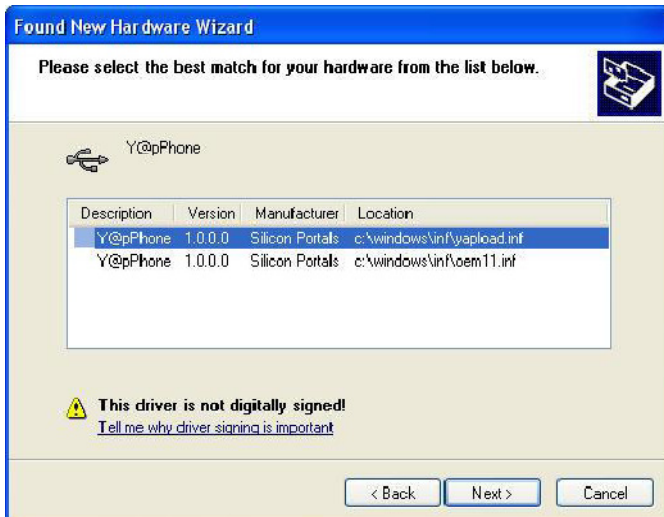 Found New Hardware Wizard
Please select the best match for your hardware from the list below.
Y@pPhone
Description Version Manufacturer Location
Y@pPhone 1.0.0.0 Silicon Portals c:\windows\inf\yapload.inf
Y@pPhone 1.0.0.0 Silicon Portals c:\windows\inf\oem11.inf
This driver is not digitally signed!
Tell me why driver signing is important
< Back Next > Cancel